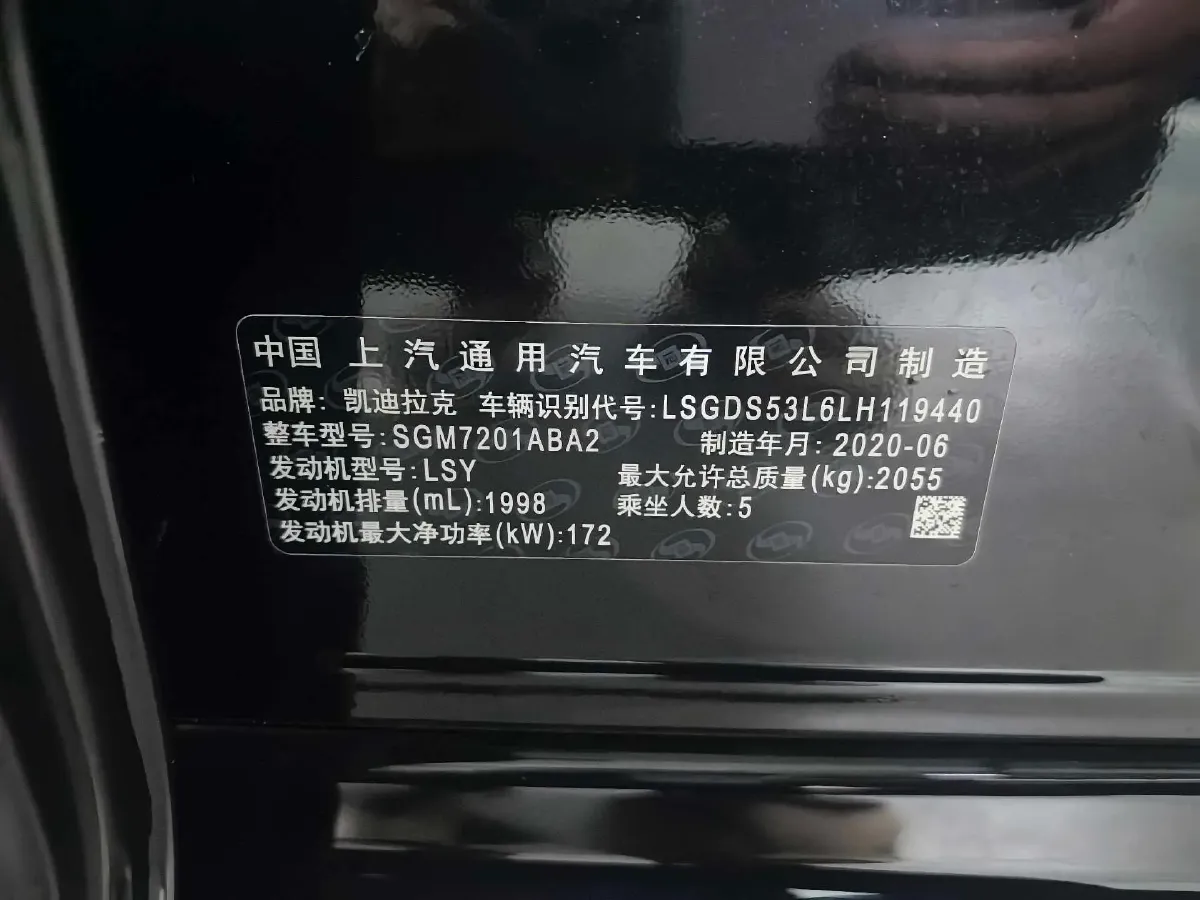 中国 上汽通用汽车有限公司制造
品牌: 凯迪拉克 车辆识别代号:LSGDS53L6LH119440
整车型号:SGM7201ABA2 制造年月: 2020-06
发动机型号:LSY 最大允许总质量(kg):2055
发动机排量(mL):1998 乘坐人数:5
发动机最大净功率(kW):172